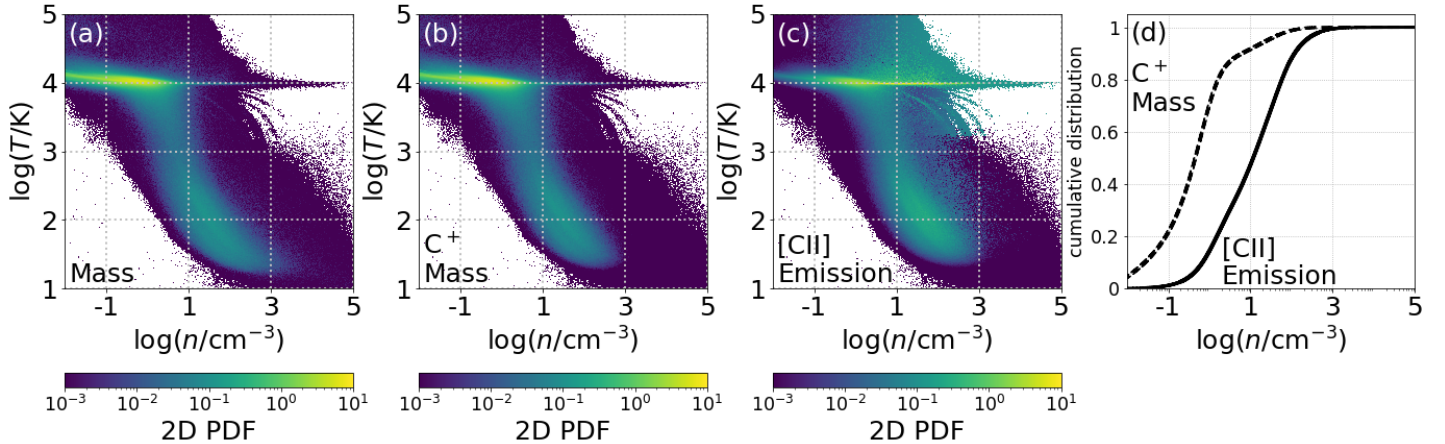 (a)
Mass
5
4
3
2
1
log(T/K)
-1
1
3
5
log(n/cm⁻³)
10⁻³
10⁻²
10⁻¹
10⁰
10¹
2D PDF
(b)
C⁺
Mass
5
4
3
2
1
log(T/K)
-1
1
3
5
log(n/cm⁻³)
10⁻³
10⁻²
10⁻¹
10⁰
10¹
2D PDF
(c)
[CII]
Emission
5
4
3
2
1
log(T/K)
-1
1
3
5
log(n/cm⁻³)
10⁻³
10⁻²
10⁻¹
10⁰
10¹
2D PDF
(d)
C⁺
Mass
[CII]
Emission
1
0.8
0.6
0.4
0.2
0
cumulative distribution
-1
1
3
5
log(n/cm⁻³)